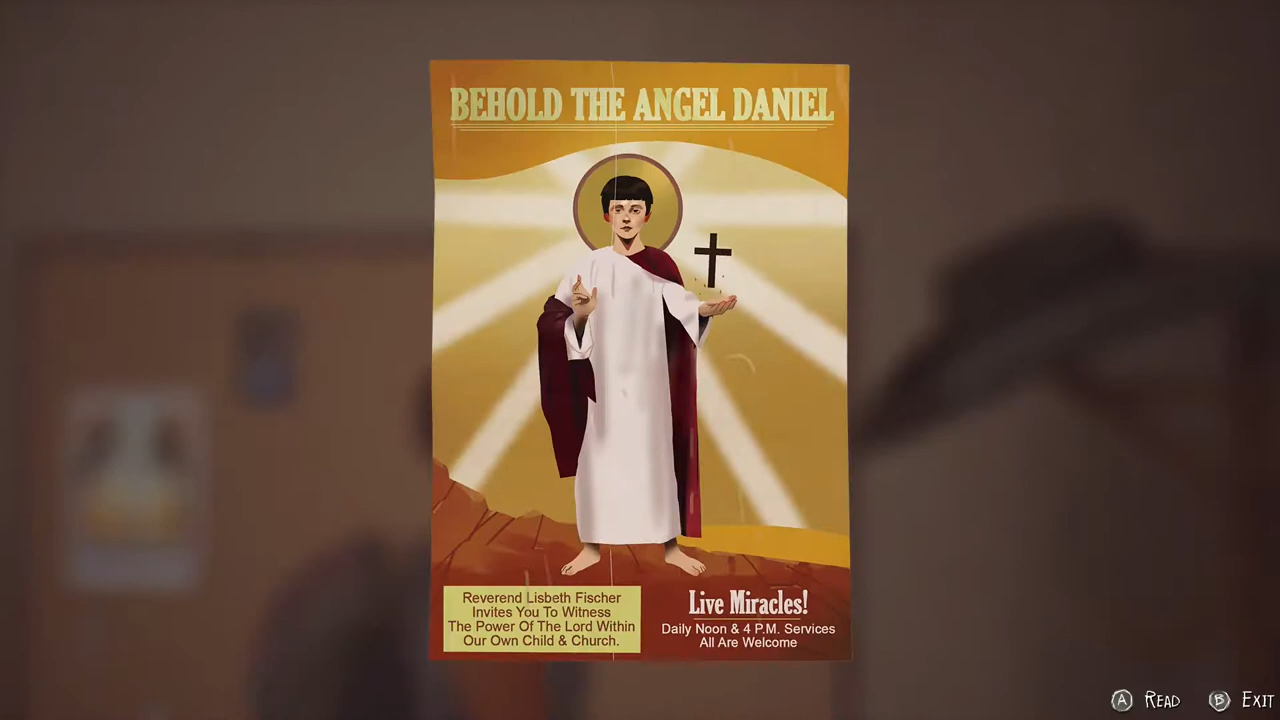 BEHOLD THE ANGEL DANIEL
Reverend Lisbeth Fischer
Invites You To Witness
The Power Of The Lord Within
Our Own Child & Church.
Live Miracles!
Daily Noon & 4 P.M. Services
All Are Welcome
A READ B EXIT